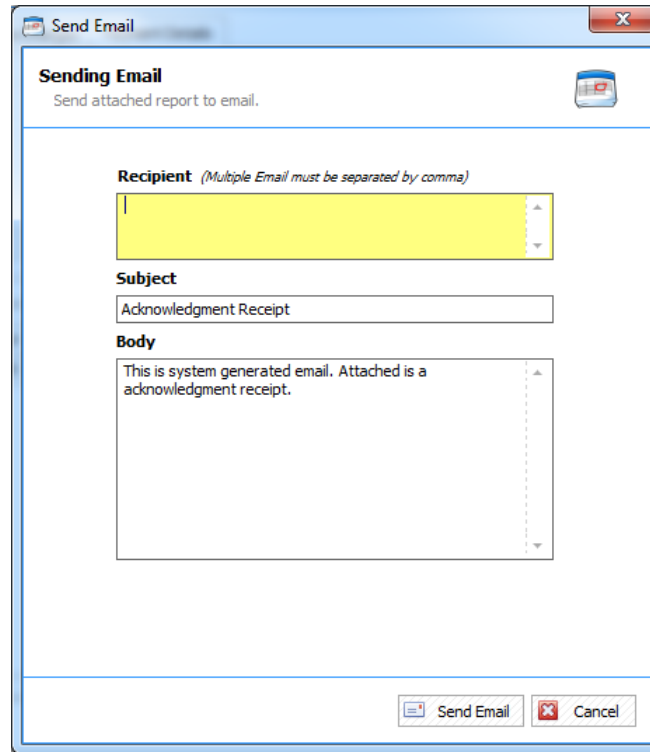 Send Email
Sending Email
Send attached report to email.
Recipient (Multiple Email must be separated by comma)
Subject
Acknowledgment Receipt
Body
This is system generated email. Attached is a
acknowledgment receipt.
Send Email
Cancel